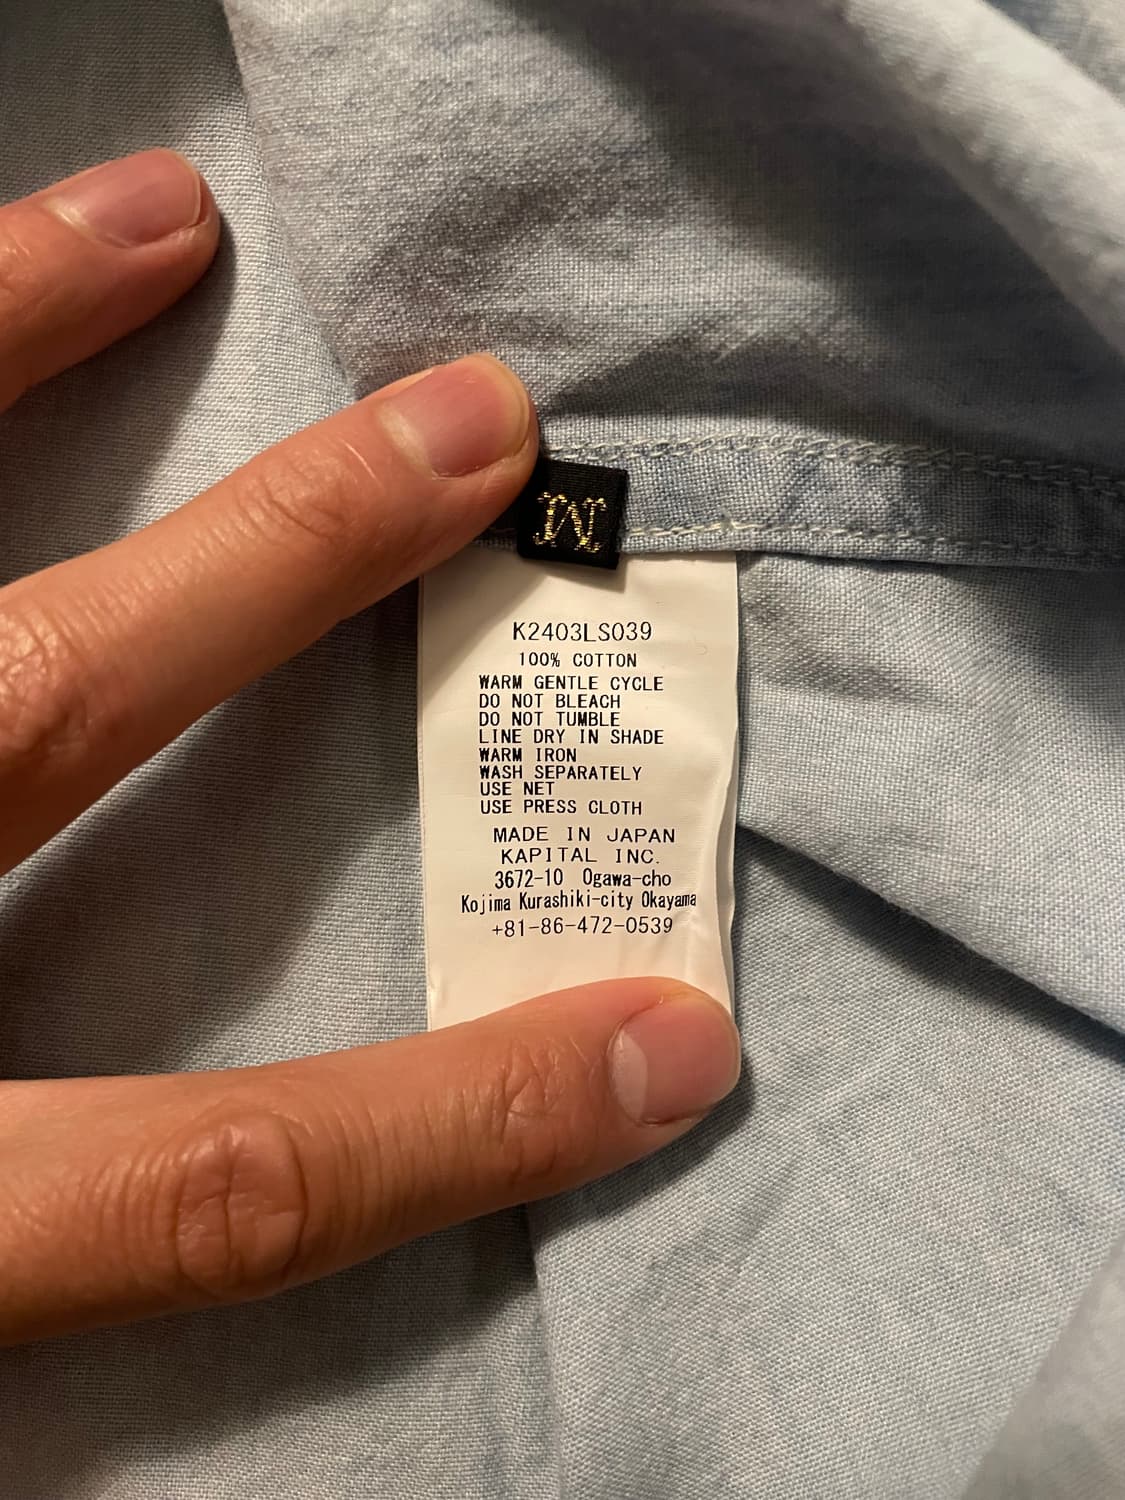 M
K2403LS039
100% COTTON
WARM GENTLE CYCLE
DO NOT BLEACH
DO NOT TUMBLE
LINE DRY IN SHADE
WARM IRON
WASH SEPARATELY
USE NET
USE PRESS CLOTH
MADE IN JAPAN
KAPITAL INC.
3672-10 Ogawa-cho
Kojima Kurashiki-city Okayama
+81-86-472-0539